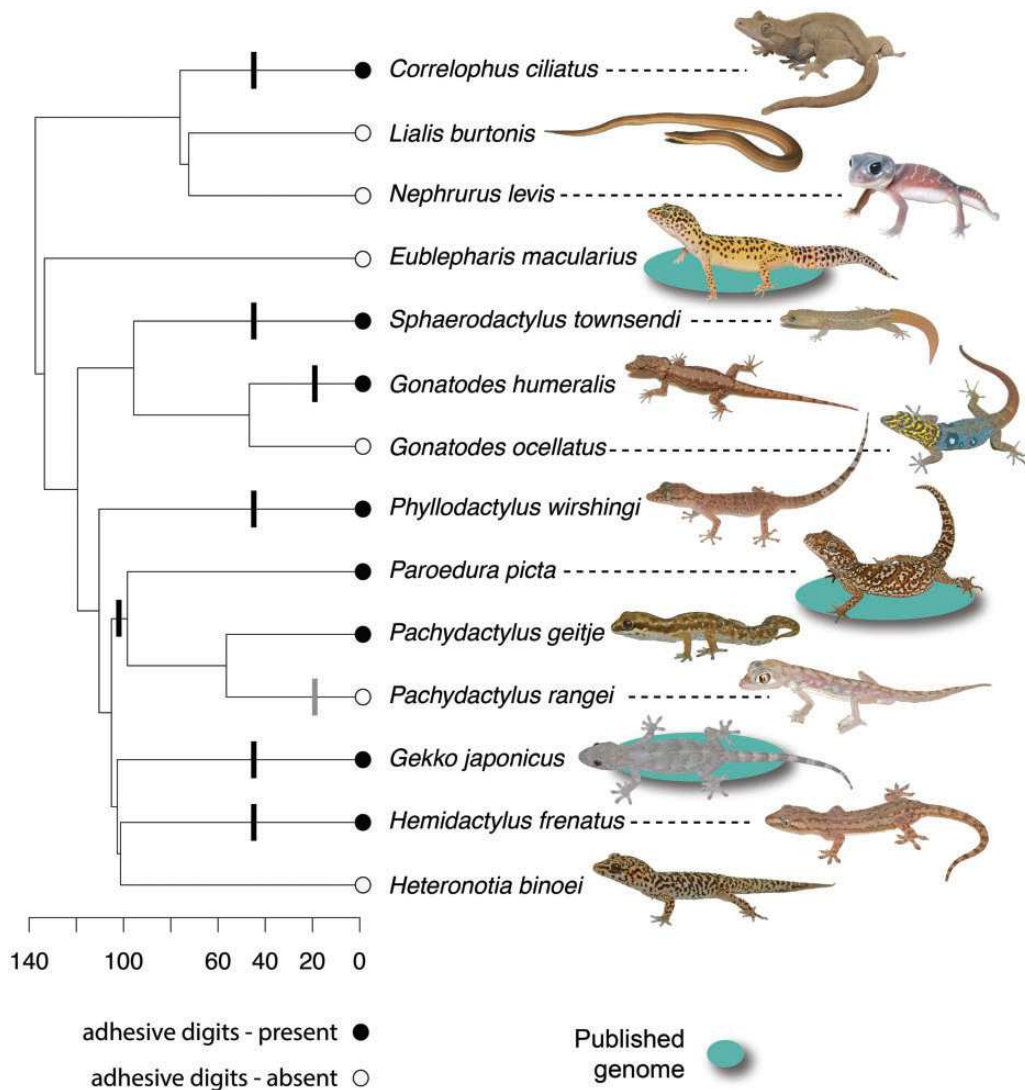 Correlophus ciliatus
Lialis burtonis
Nephrurus levis
Eublepharis macularius
Sphaerodactylus townsendi
Gonatodes humeralis
Gonatodes ocellatus
Phyllodactylus wirshingi
Paroedura picta
Pachydactylus geitje
Pachydactylus rangei
Gekko japonicus
Hemidactylus frenatus
Heteronotia binoei
140 100 60 40 20 0
adhesive digits - present
adhesive digits - absent
Published
genome